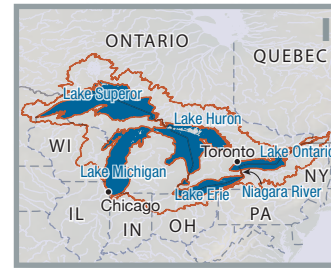 ONTARIO
QUEBEC
Lake Superor
Lake Huron
WI
Toronto
Lake Ontario
Lake Michigan
NY
Lake Erie
Niagara River
IL
Chicago
IN
OH
PA